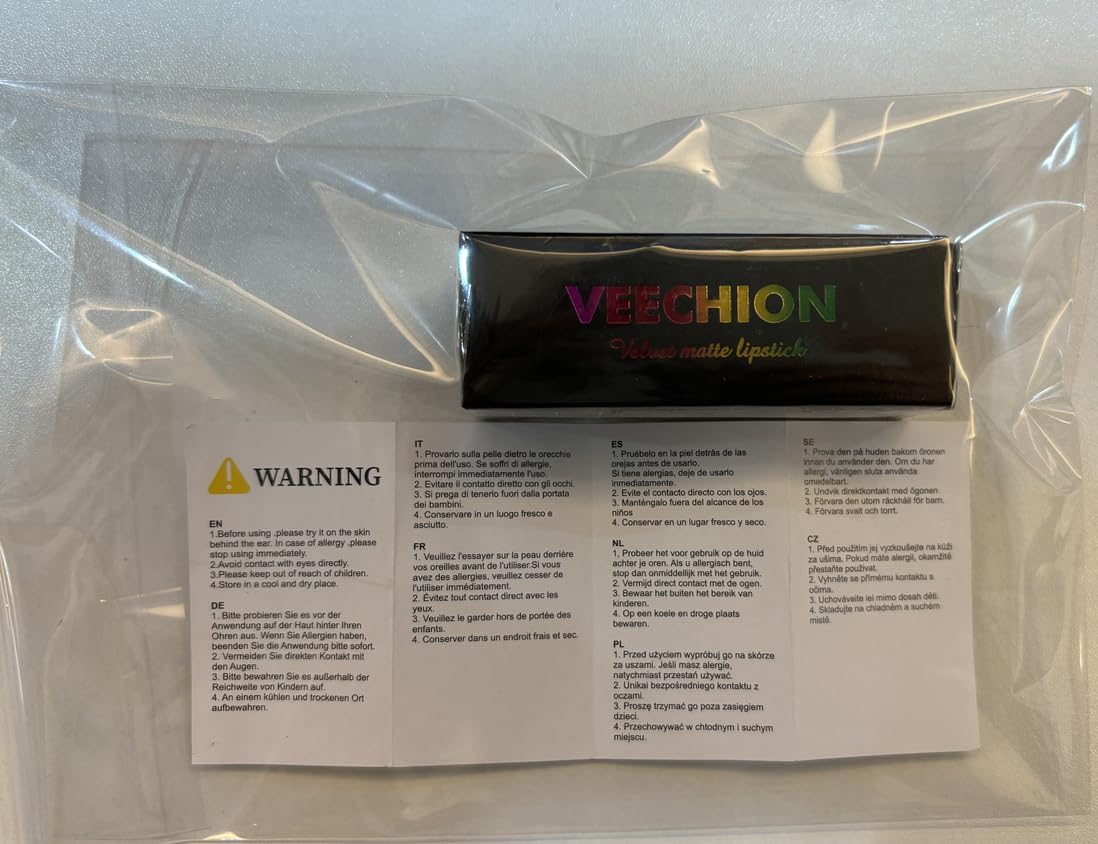 VEECHION
Velvet matte lipstick
WARNING
EN
1.Before using ,please try it on the skin
behind the ear. In case of allergy ,please
stop using immediately.
2.Avoid contact with eyes directly.
3.Please keep out of reach of children.
4.Store in a cool and dry place.
DE
1. Bitte probieren Sie es vor der
Anwendung auf der Haut hinter Ihren
Ohren aus. Wenn Sie Allergien haben,
beenden Sie die Anwendung bitte sofort.
2. Vermeiden Sie direkten Kontakt mit
den Augen.
3. Bitte bewahren Sie es außerhalb der
Reichweite von Kindern auf.
4. An einem kühlen und trockenen Ort
aufbewahren.
IT
1. Provarlo sulla pelle dietro le orecchie
prima dell'uso. Se soffri di allergie,
interrompi immediatamente l'uso.
2. Evitare il contatto diretto con gli occhi.
3. Si prega di tenerlo fuori dalla portata
dei bambini.
4. Conservare in un luogo fresco e
asciutto.
FR
1. Veuillez l'essayer sur la peau derrière
vos oreilles avant de l'utiliser.Si vous
avez des allergies, veuillez cesser de
l'utiliser immédiatement.
2. Évitez tout contact direct avec les
yeux.
3. Veuillez le garder hors de portée des
enfants.
4. Conserver dans un endroit frais et sec.
ES
1. Pruébelo en la piel detrás de las
orejas antes de usarlo.
Si tiene alergias, deje de usarlo
inmediatamente.
2. Evite el contacto directo con los ojos.
3. Manténgalo fuera del alcance de los
niños
4. Conservar en un lugar fresco y seco.
NL
1, Probeer het voor gebruik op de huid
achter je oren. Als u allergisch bent,
stop dan onmiddellijk met het gebruik.
2. Vermijd direct contact met de ogen.
3. Bewaar het buiten het bereik van
kinderen.
4. Op een koele en droge plaats
bewaren.
PL
1. Przed użyciem wypróbuj go na skórze
za uszami. Jeśli masz alergie,
natychmiast przestań używać.
2. Unikai bezpośredniego kontaktu z
oczami.
3. Proszę trzymać go poza zasięgiem
dzieci.
4. Przechowywać w chłodnym i suchym
miejscu.
SE
1. Prova den på huden bakom öronen
innan du använder den. Om du har
allergi, vänligen sluta använda
omedelbart.
2. Undvik direktkontakt med ögonen
3. Förvara den utom räckhåll för barn.
4. Förvara svalt och torrt.
CZ
1. Před použitím jej vyzkoušejte na kůži
za ušima. Pokud máte alergii, okamžitě
přestaňte používat.
2. Vyhněte se přímému kontaktu s
očima.
3. Uchovávejte jej mimo dosah dětí.
4. Skladujte na chladném a suchém
místě.